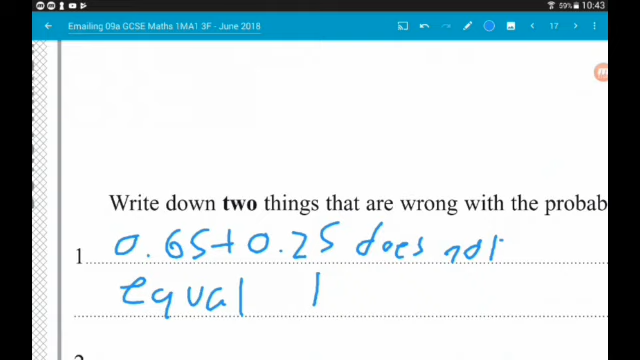 59% 10:43
Emailing 09a GCSE Maths 1MA1 3F - June 2018
17
Write down two things that are wrong with the probab
1 0.65+0.25 does not
equal 1
2